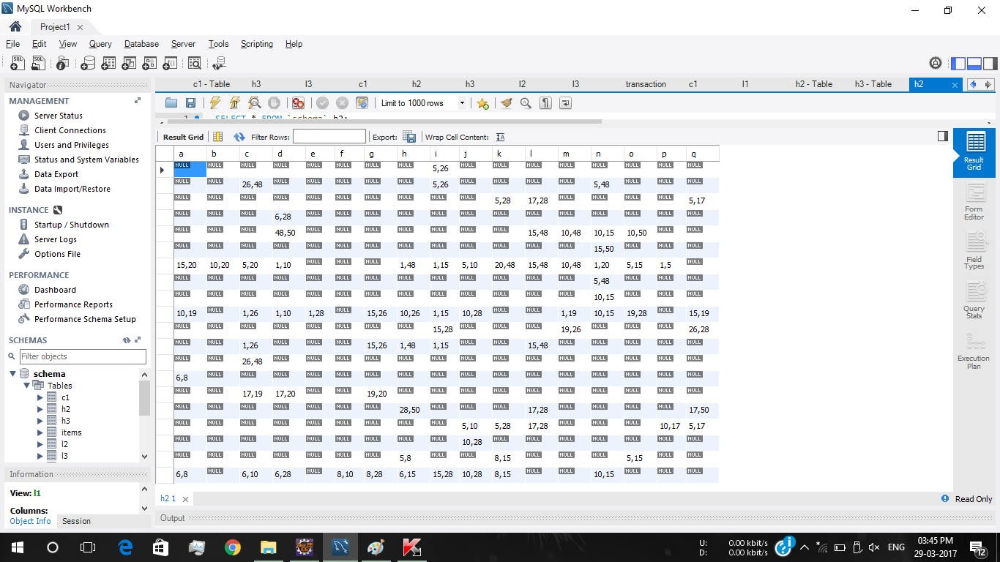 MySQL Workbench
Project1
File Edit View Query Database Server Tools Scripting Help
Navigator
MANAGEMENT
Server Status
Client Connections
Users and Privileges
Status and System Variables
Data Export
Data Import/Restore
INSTANCE
Startup / Shutdown
Server Logs
Options File
PERFORMANCE
Dashboard
Performance Reports
Performance Schema Setup
SCHEMAS
Filter objects
schema
Tables
c1
h2
h3
items
l2
l3
Information
View: l1
Columns:
Object Info Session
c1 - Table h3 l3 c1 h2 h3 l2 l3 transaction c1 l1 h2 - Table h3 - Table h2
Limit to 1000 rows
1 SELECT * FROM `schema`.h2;
Result Grid Filter Rows: Export: Wrap Cell Content:
a b c d e f g h i j k l m n o p q
NULL NULL NULL NULL NULL NULL NULL NULL 5,26 NULL NULL NULL NULL NULL NULL NULL NULL
NULL NULL 26,48 NULL NULL NULL NULL NULL 5,26 NULL NULL NULL NULL 5,48 NULL NULL NULL
NULL NULL NULL NULL NULL NULL NULL NULL NULL NULL 5,28 17,28 NULL NULL NULL NULL 5,17
NULL NULL NULL 6,28 NULL NULL NULL NULL NULL NULL NULL NULL NULL NULL NULL NULL NULL
NULL NULL NULL 48,50 NULL NULL NULL NULL NULL NULL NULL 15,48 10,48 10,15 10,50 NULL NULL
NULL NULL NULL NULL NULL NULL NULL NULL NULL NULL NULL NULL NULL 15,50 NULL NULL NULL
15,20 10,20 5,20 1,10 NULL NULL NULL 1,48 1,15 5,10 20,48 15,48 10,48 1,20 5,15 1,5 NULL
NULL NULL NULL NULL NULL NULL NULL NULL NULL NULL NULL NULL NULL 5,48 NULL NULL NULL
NULL NULL NULL NULL NULL NULL NULL NULL NULL NULL NULL NULL NULL 10,15 NULL NULL NULL
10,19 NULL 1,26 1,10 1,28 NULL 15,26 10,26 1,15 10,28 NULL NULL 1,19 10,15 19,28 NULL 15,19
NULL NULL NULL NULL NULL NULL NULL NULL 15,28 NULL NULL NULL 19,26 NULL NULL NULL 26,28
NULL NULL 1,26 NULL NULL NULL 15,26 1,48 1,15 NULL NULL 15,48 NULL NULL NULL NULL NULL
NULL NULL 26,48 NULL NULL NULL NULL NULL NULL NULL NULL NULL NULL NULL NULL NULL NULL
6,8 NULL NULL NULL NULL NULL NULL NULL NULL NULL NULL NULL NULL NULL NULL NULL NULL
NULL NULL 17,19 17,20 NULL NULL 19,20 NULL NULL NULL NULL NULL NULL NULL NULL NULL NULL
NULL NULL NULL NULL NULL NULL NULL 28,50 NULL NULL NULL 17,28 NULL NULL NULL NULL 17,50
NULL NULL NULL NULL NULL NULL NULL NULL NULL 5,10 5,28 17,28 NULL NULL NULL 10,17 5,17
NULL NULL NULL NULL NULL NULL NULL NULL NULL 10,28 NULL NULL NULL NULL NULL NULL NULL
NULL NULL NULL NULL NULL NULL NULL 5,8 NULL NULL 8,15 NULL NULL NULL 5,15 NULL NULL
6,8 NULL 6,10 6,28 NULL 8,10 8,28 6,15 15,28 10,28 8,15 NULL NULL 10,15 NULL NULL NULL
h2 1
Read Only
Output
Result
Grid
Form
Editor
Field
Types
Query
Stats
Execution
Plan
U: 0.00 kbit/s
D: 0.00 kbit/s
ENG
03:45 PM
29-03-2017
12